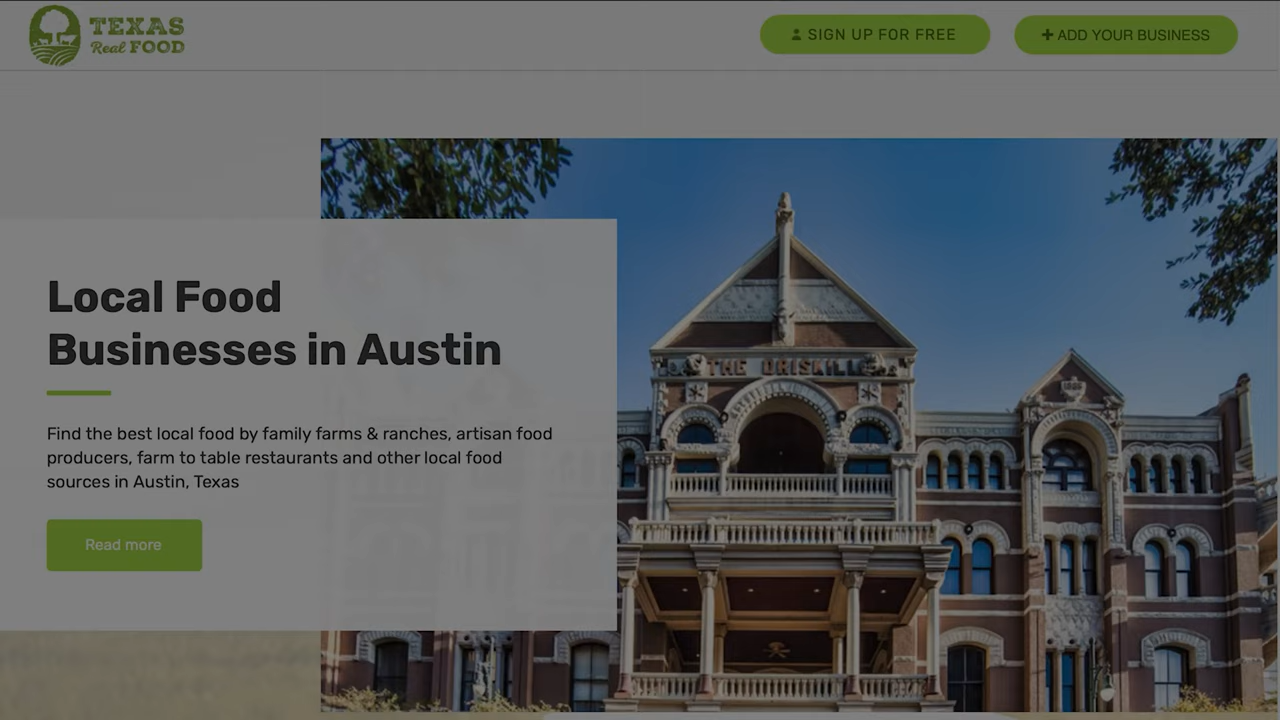 TEXAS
Real FOOD
SIGN UP FOR FREE
ADD YOUR BUSINESS
THE DRISKILL
Local Food
Businesses in Austin
Find the best local food by family farms & ranches, artisan food
producers, farm to table restaurants and other local food
sources in Austin, Texas
Read more